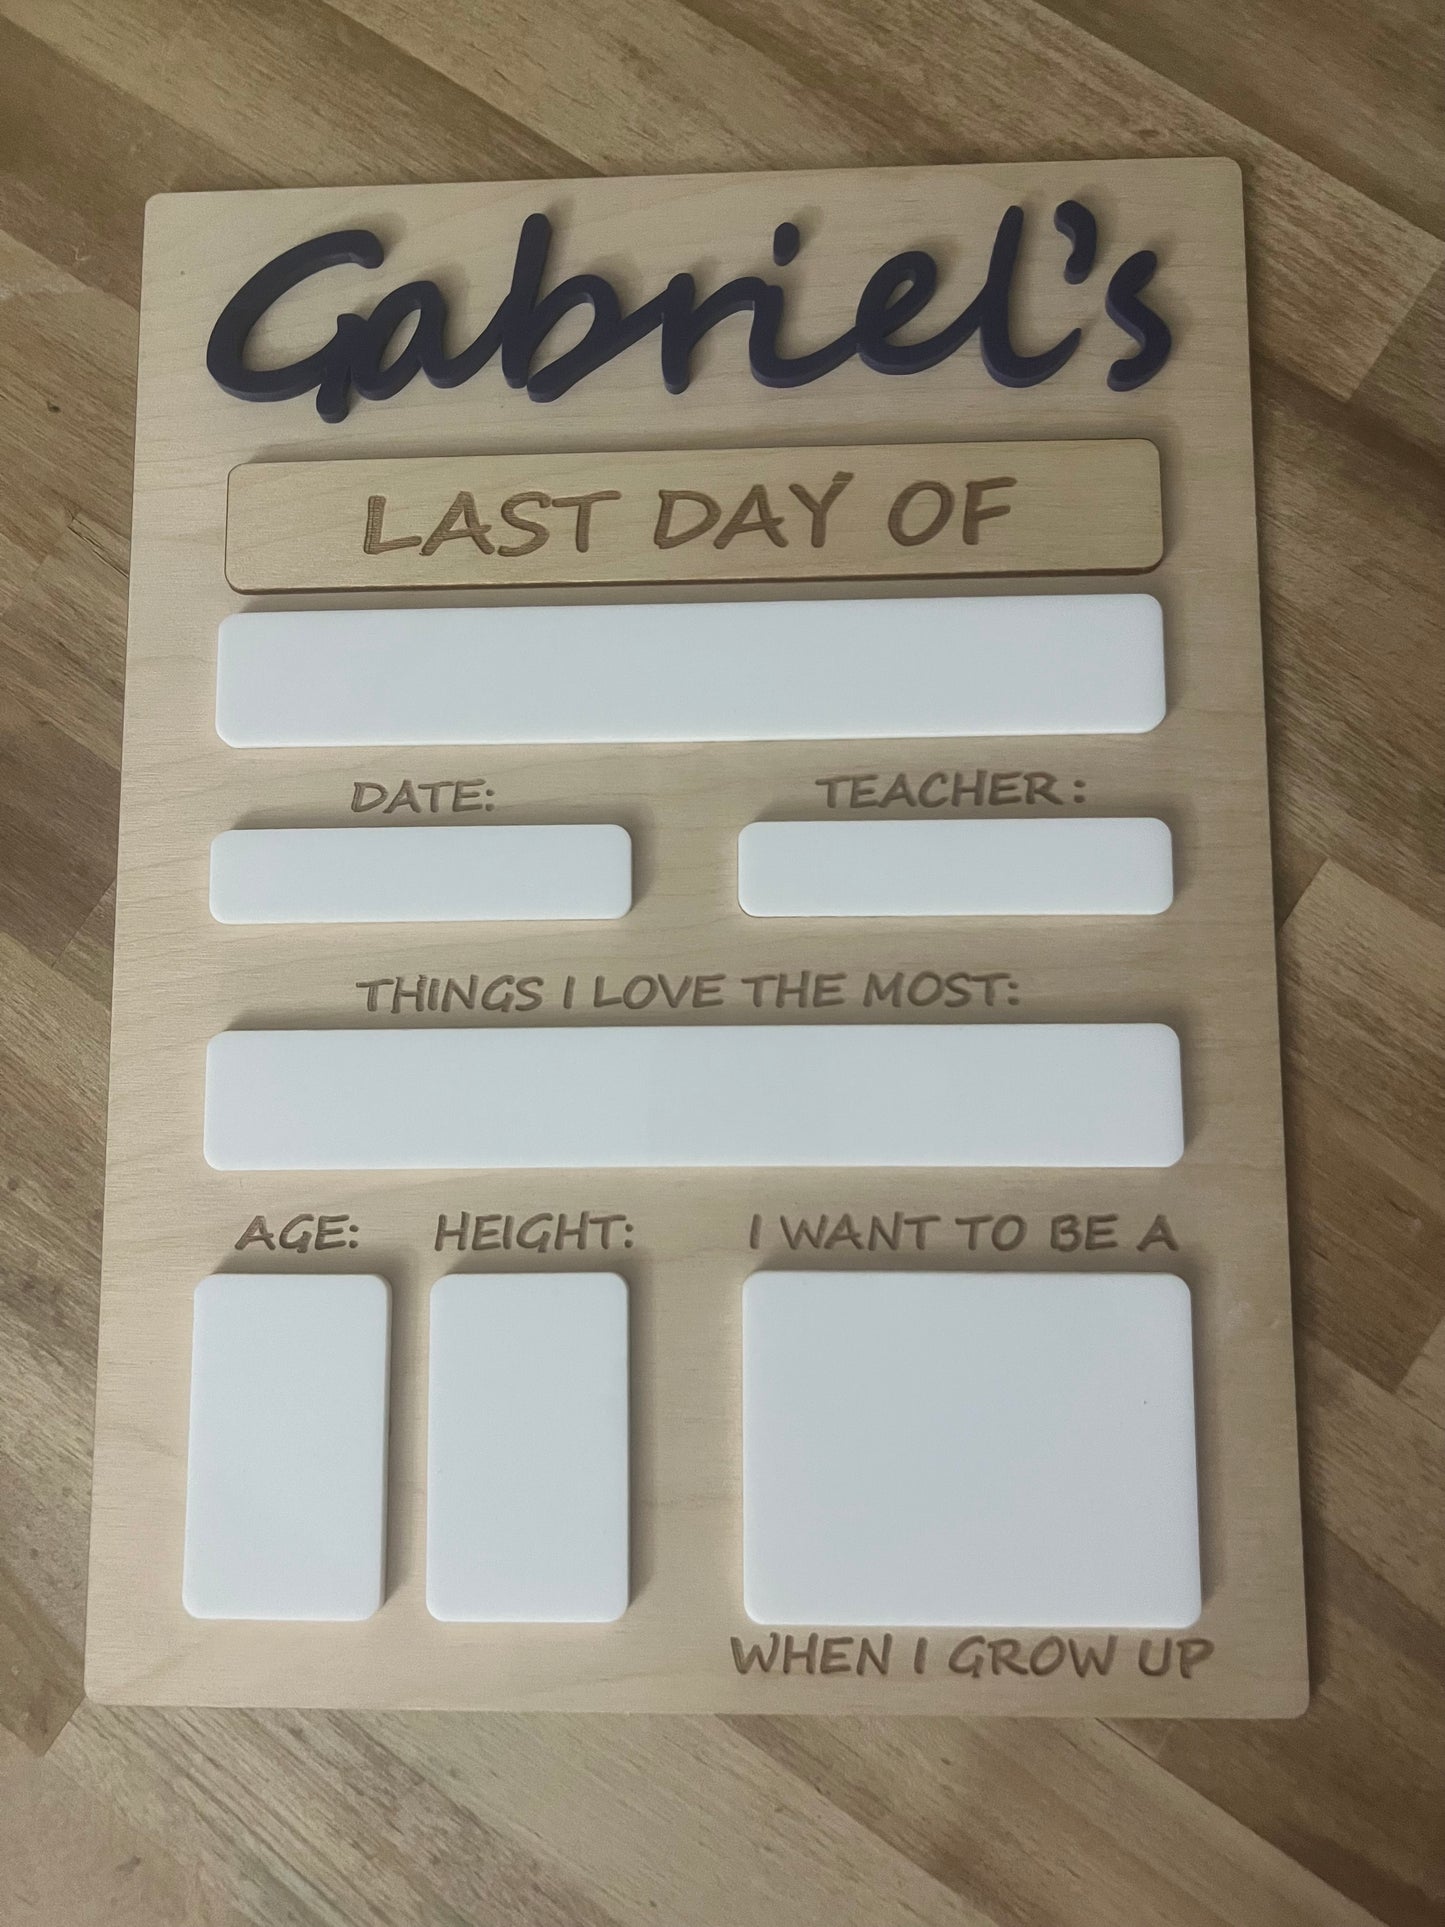 Gabriel's
LAST DAY OF
DATE: TEACHER:
THINGS I LOVE THE MOST:
AGE: HEIGHT: I WANT TO BE A
WHEN I GROW UP